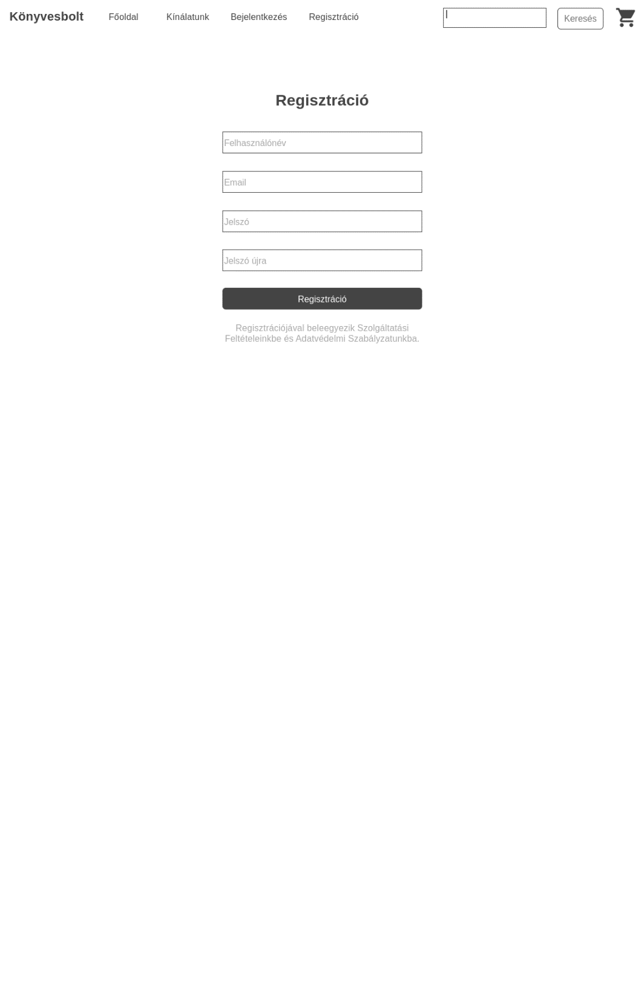 Könyvesbolt Főoldal Kínálatunk Bejelentkezés Regisztráció Keresés
Regisztráció
Felhasználónév
Email
Jelszó
Jelszó újra
Regisztráció
Regisztrációjával beleegyezik Szolgáltatási
Feltételeinkbe és Adatvédelmi Szabályzatunkba.